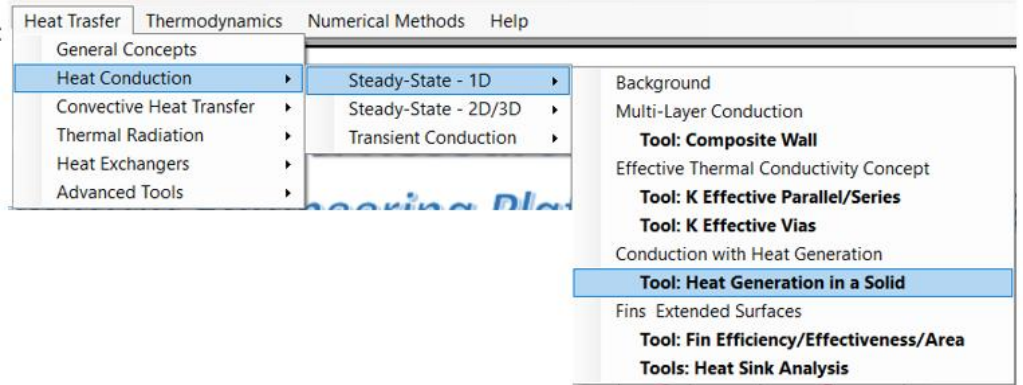 Heat Trasfer Thermodynamics Numerical Methods Help
General Concepts
Heat Conduction
Convective Heat Transfer
Thermal Radiation
Heat Exchangers
Advanced Tools
Steady-State - 1D
Steady-State - 2D/3D
Transient Conduction
Background
Multi-Layer Conduction
Tool: Composite Wall
Effective Thermal Conductivity Concept
Tool: K Effective Parallel/Series
Tool: K Effective Vias
Conduction with Heat Generation
Tool: Heat Generation in a Solid
Fins Extended Surfaces
Tool: Fin Efficiency/Effectiveness/Area
Tools: Heat Sink Analysis